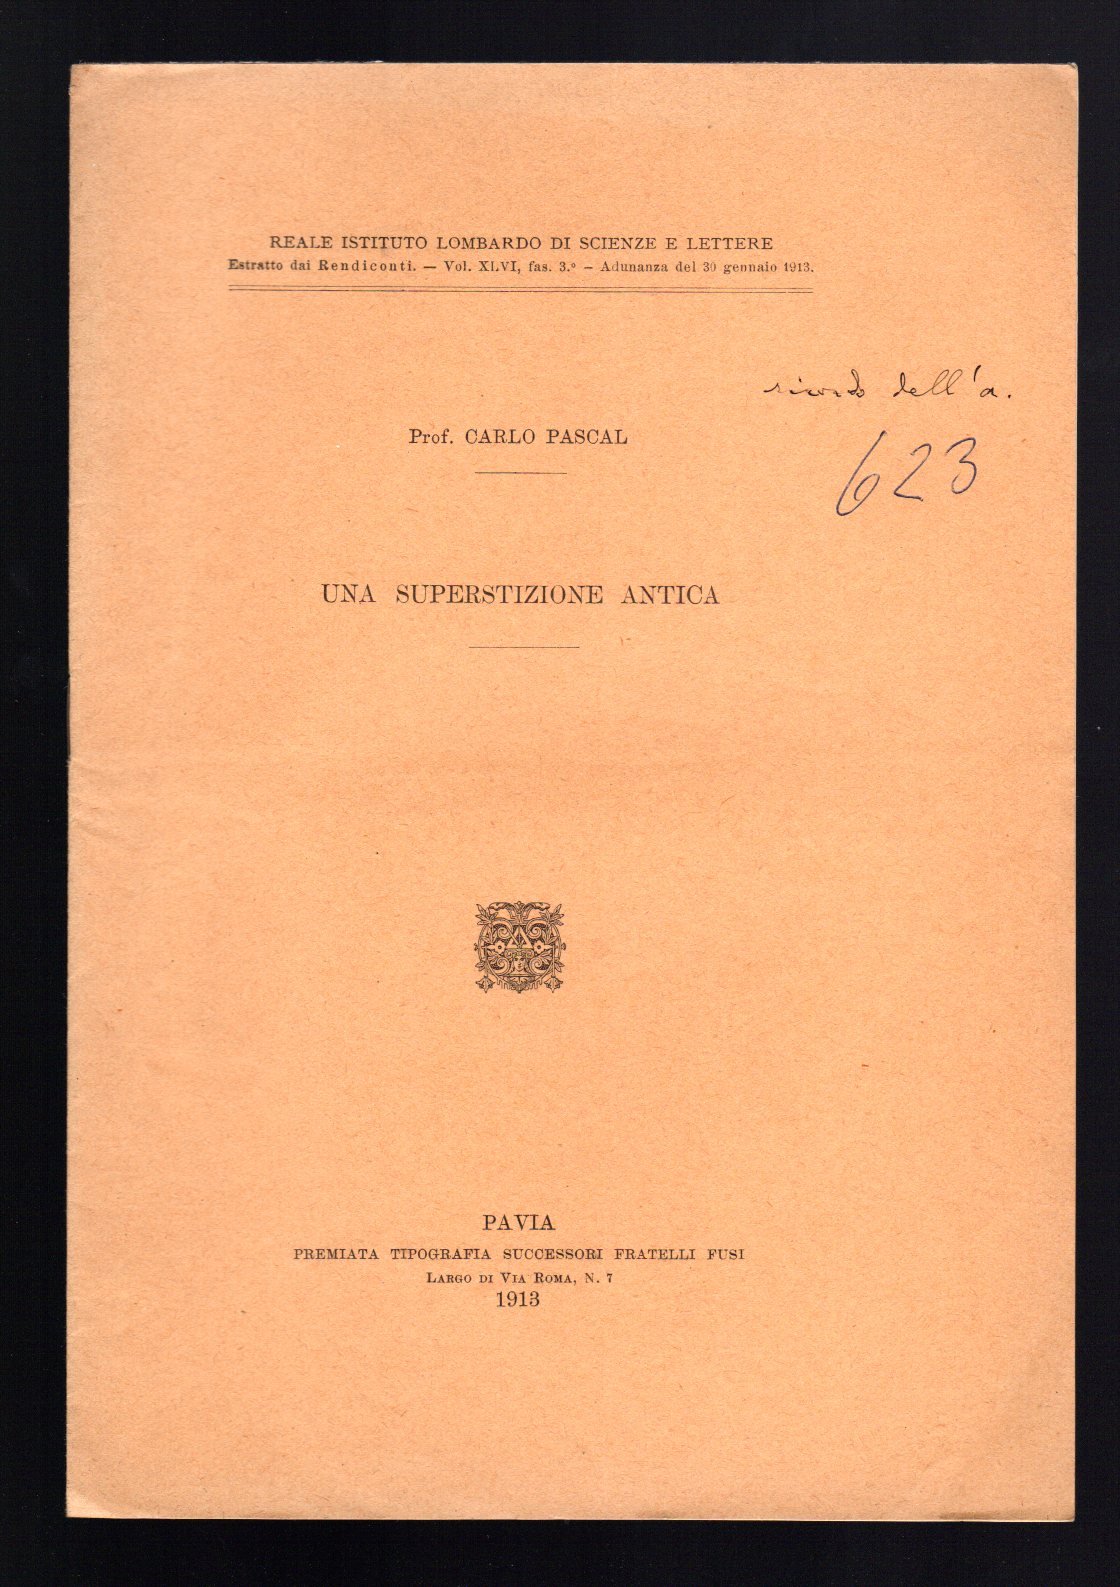 REALE ISTITUTO LOMBARDO DI SCIENZE E LETTERE
Estratto dai Rendiconti. — Vol. XLVI, fas. 3.º — Adunanza del 30 gennaio 1913.
ricordo dell'a.
Prof. CARLO PASCAL
623
UNA SUPERSTIZIONE ANTICA
PAVIA
PREMIATA TIPOGRAFIA SUCCESSORI FRATELLI FUSI
LARGO DI VIA ROMA, N. 7
1913